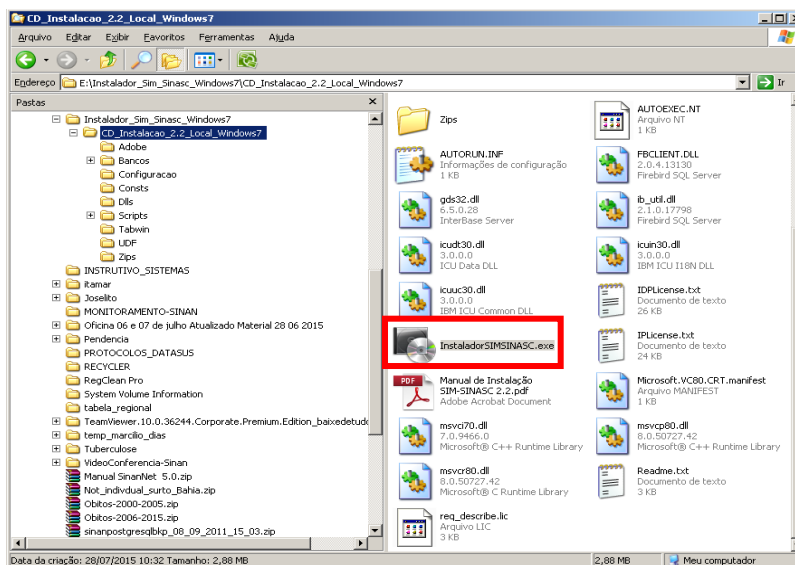 CD_Instalacao_2.2_Local_Windows7
Arquivo Editar Exibir Favoritos Ferramentas Ajuda
Endereço E:\Instalador_Sim_Sinasc_Windows7\CD_Instalacao_2.2_Local_Windows7 Ir
Pastas
Instalador_Sim_Sinasc_Windows7
CD_Instalacao_2.2_Local_Windows7
Adobe
Bancos
Configuracao
Consts
Dlls
Scripts
Tabwin
UDF
Zips
INSTRUTIVO_SISTEMAS
itamar
Joselito
MONITORAMENTO-SINAN
Oficina 06 e 07 de julho Atualizado Material 28 06 2015
Pendencia
PROTOCOLOS_DATASUS
RECYCLER
RegClean Pro
System Volume Information
tabela_regional
TeamViewer.10.0.36244.Corporate.Premium.Edition_baixedetudo
temp_marcilio_dias
Tuberculose
VideoConferencia-Sinan
Manual SinanNet 5.0.zip
Not_indivdual_surto_Bahia.zip
Obitos-2000-2005.zip
Obitos-2006-2015.zip
sinanpostgresqlbkp_08_09_2011_15_03.zip
Zips
AUTOEXEC.NT
Arquivo NT
1 KB
AUTORUN.INF
Informações de configuração
1 KB
FBCLIENT.DLL
2.0.4.13130
Firebird SQL Server
gds32.dll
6.5.0.28
InterBase Server
ib_util.dll
2.1.0.17798
Firebird SQL Server
icudt30.dll
3.0.0.0
ICU Data DLL
icuin30.dll
3.0.0.0
IBM ICU I18N DLL
icuuc30.dll
3.0.0.0
IBM ICU Common DLL
IDPLicense.txt
Documento de texto
26 KB
InstaladorSIMSINASC.exe
IPLicense.txt
Documento de texto
24 KB
PDF
Manual de Instalação
SIM-SINASC 2.2.pdf
Adobe Acrobat Document
Microsoft.VC80.CRT.manifest
Arquivo MANIFEST
1 KB
msvci70.dll
7.0.9466.0
Microsoft® C++ Runtime Library
msvcp80.dll
8.0.50727.42
Microsoft® C++ Runtime Library
msvcr80.dll
8.0.50727.42
Microsoft® C Runtime Library
Readme.txt
Documento de texto
3 KB
req_describe.lic
Arquivo LIC
3 KB
Data da criação: 28/07/2015 10:32 Tamanho: 2,88 MB 2,88 MB Meu computador